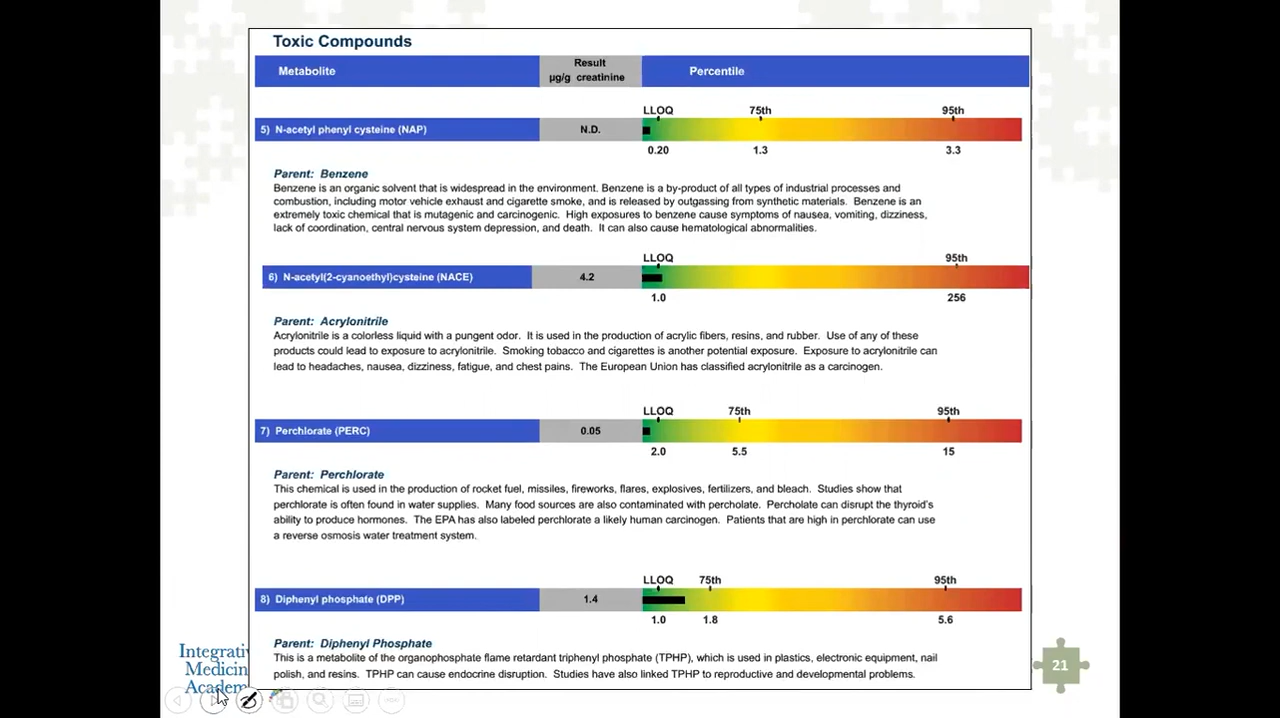 Toxic Compounds
Metabolite
Result
µg/g creatinine
Percentile
LLOQ 75th 95th
5) N-acetyl phenyl cysteine (NAP) N.D.
0.20 1.3 3.3
Parent: Benzene
Benzene is an organic solvent that is widespread in the environment. Benzene is a by-product of all types of industrial processes and
combustion, including motor vehicle exhaust and cigarette smoke, and is released by outgassing from synthetic materials. Benzene is an
extremely toxic chemical that is mutagenic and carcinogenic. High exposures to benzene cause symptoms of nausea, vomiting, dizziness,
lack of coordination, central nervous system depression, and death. It can also cause hematological abnormalities.
LLOQ 95th
6) N-acetyl(2-cyanoethyl)cysteine (NACE) 4.2
1.0 256
Parent: Acrylonitrile
Acrylonitrile is a colorless liquid with a pungent odor. It is used in the production of acrylic fibers, resins, and rubber. Use of any of these
products could lead to exposure to acrylonitrile. Smoking tobacco and cigarettes is another potential exposure. Exposure to acrylonitrile can
lead to headaches, nausea, dizziness, fatigue, and chest pains. The European Union has classified acrylonitrile as a carcinogen.
LLOQ 75th 95th
7) Perchlorate (PERC) 0.05
2.0 5.5 15
Parent: Perchlorate
This chemical is used in the production of rocket fuel, missiles, fireworks, flares, explosives, fertilizers, and bleach. Studies show that
perchlorate is often found in water supplies. Many food sources are also contaminated with percholate. Percholate can disrupt the thyroid's
ability to produce hormones. The EPA has also labeled perchlorate a likely human carcinogen. Patients that are high in perchlorate can use
a reverse osmosis water treatment system.
LLOQ 75th 95th
8) Diphenyl phosphate (DPP) 1.4
1.0 1.8 5.6
Parent: Diphenyl Phosphate
This is a metabolite of the organophosphate flame retardant triphenyl phosphate (TPHP), which is used in plastics, electronic equipment, nail
polish, and resins. TPHP can cause endocrine disruption. Studies have also linked TPHP to reproductive and developmental problems.
Integrati
Medicin
Academ
21